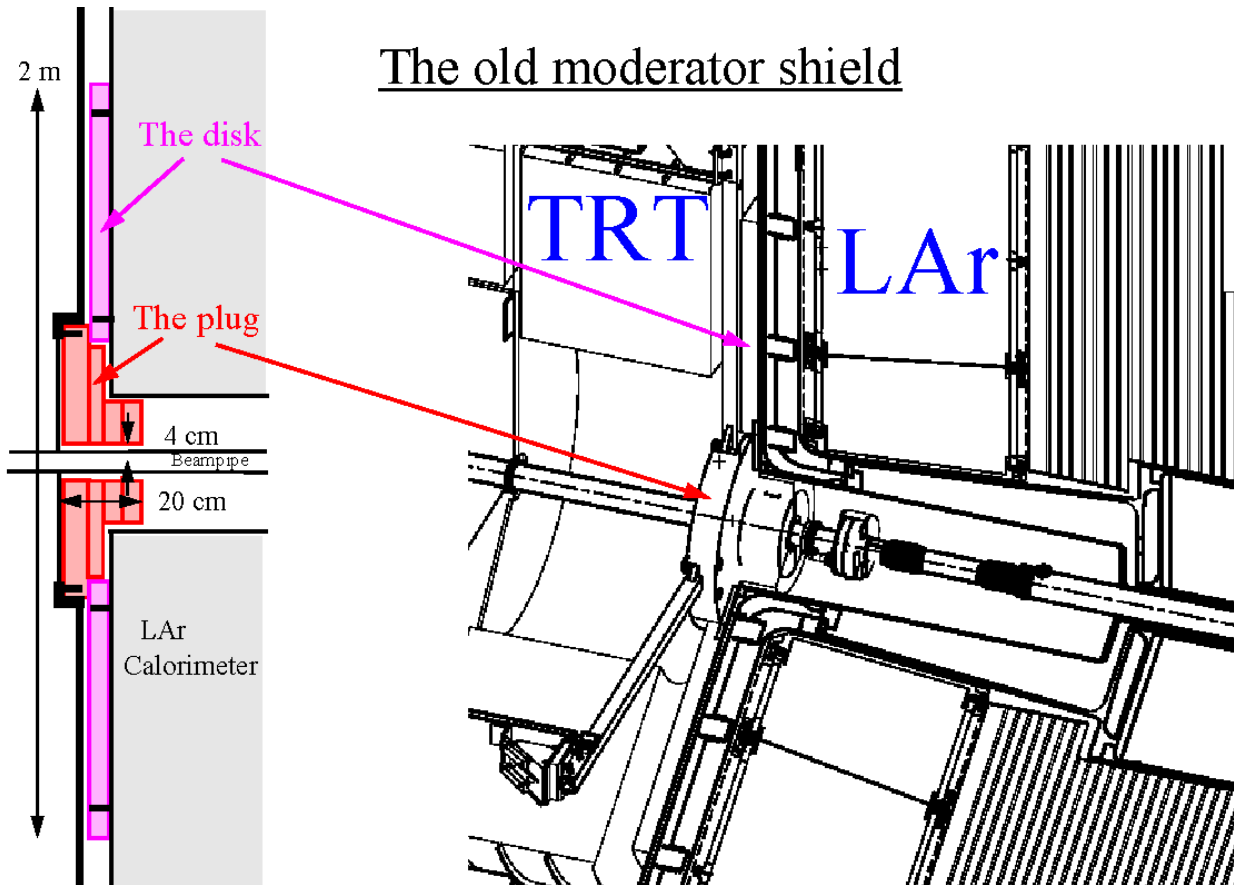 The old moderator shield
2 m
The disk
TRT
LAr
The plug
4 cm
Beampipe
20 cm
LAr
Calorimeter